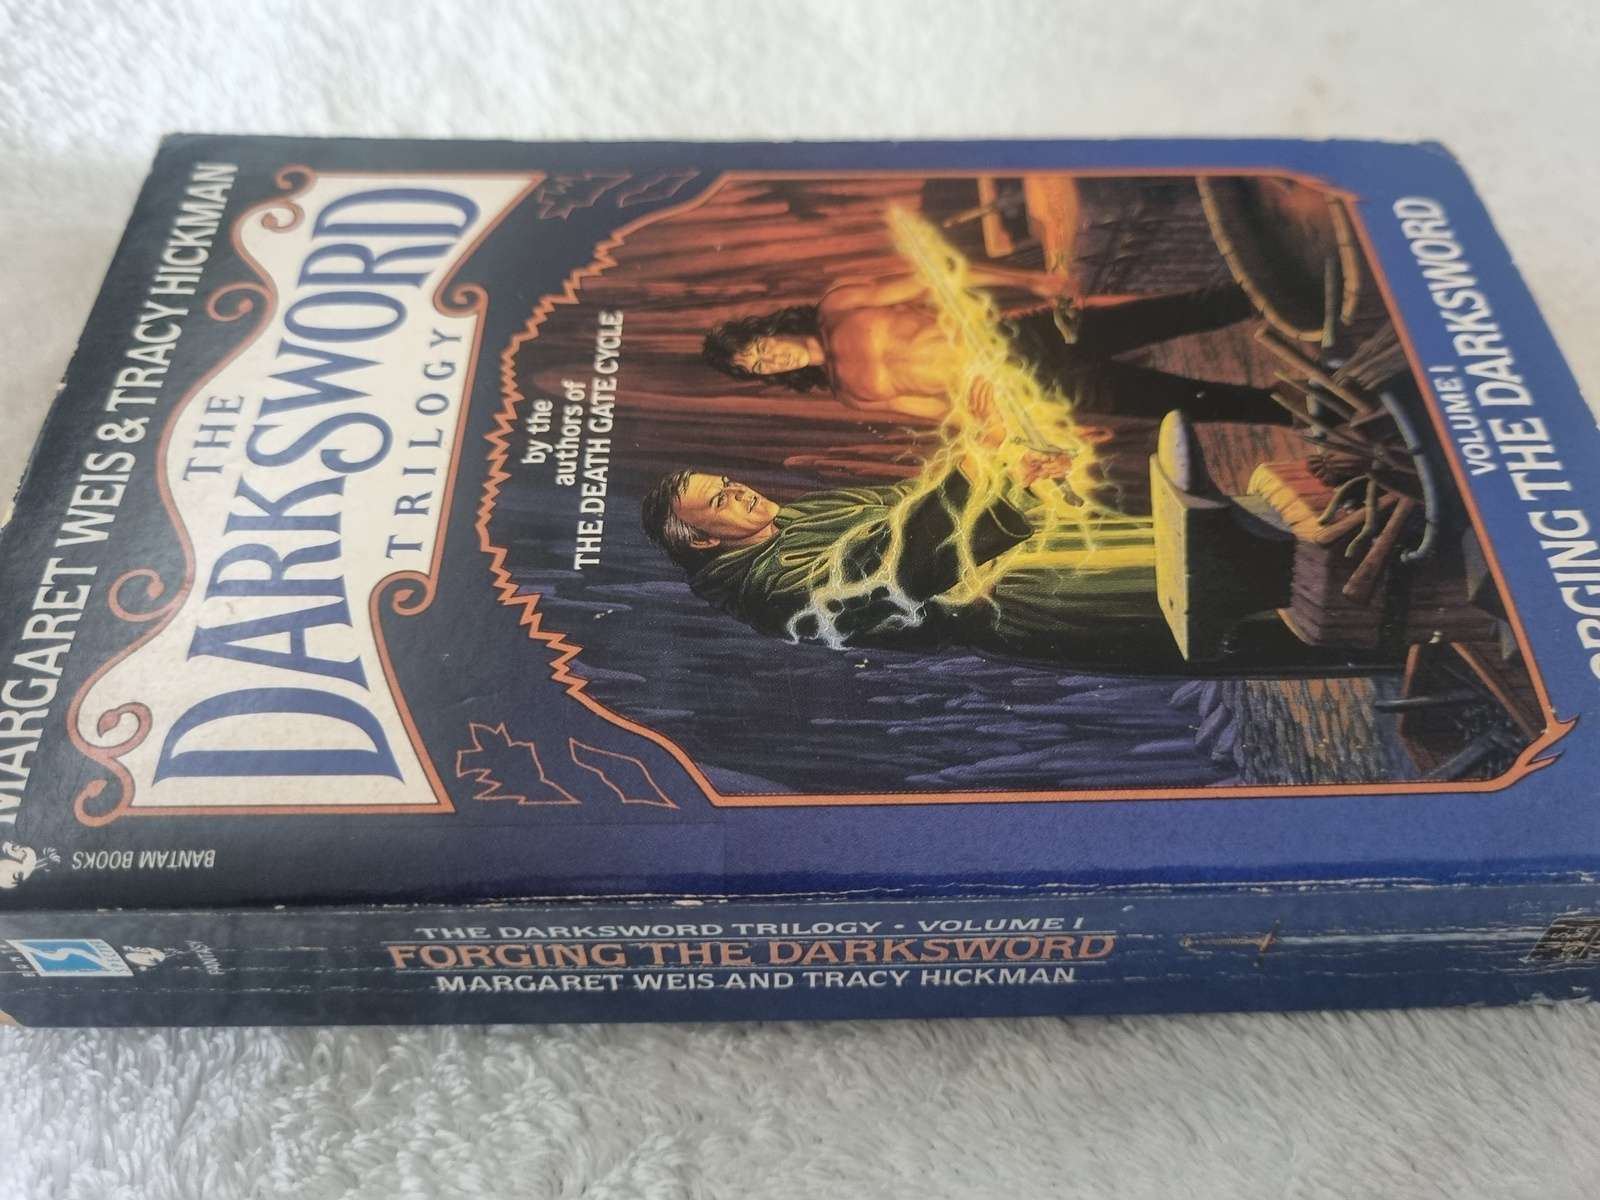 MARGARET WEIS & TRACY HICKMAN
THE
DARKSWORD
TRILOGY
by the
authors of
THE DEATH GATE CYCLE
VOLUME I
FORGING THE DARKSWORD
BANTAM BOOKS
THE DARKSWORD TRILOGY • VOLUME I
FORGING THE DARKSWORD
MARGARET WEIS AND TRACY HICKMAN
FANTASY